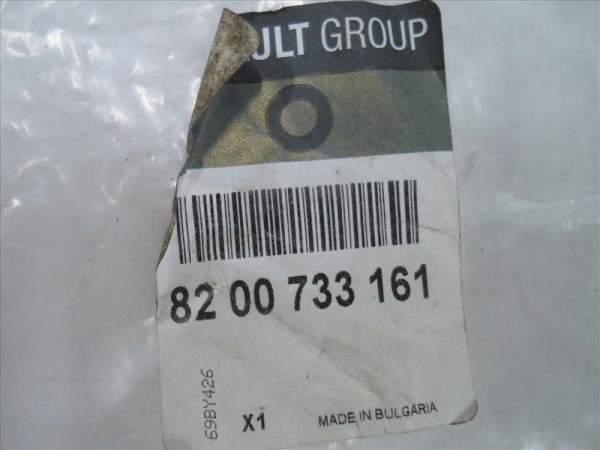 ULT GROUP
82 00 733 161
69BY426
X1 MADE IN BULGARIA